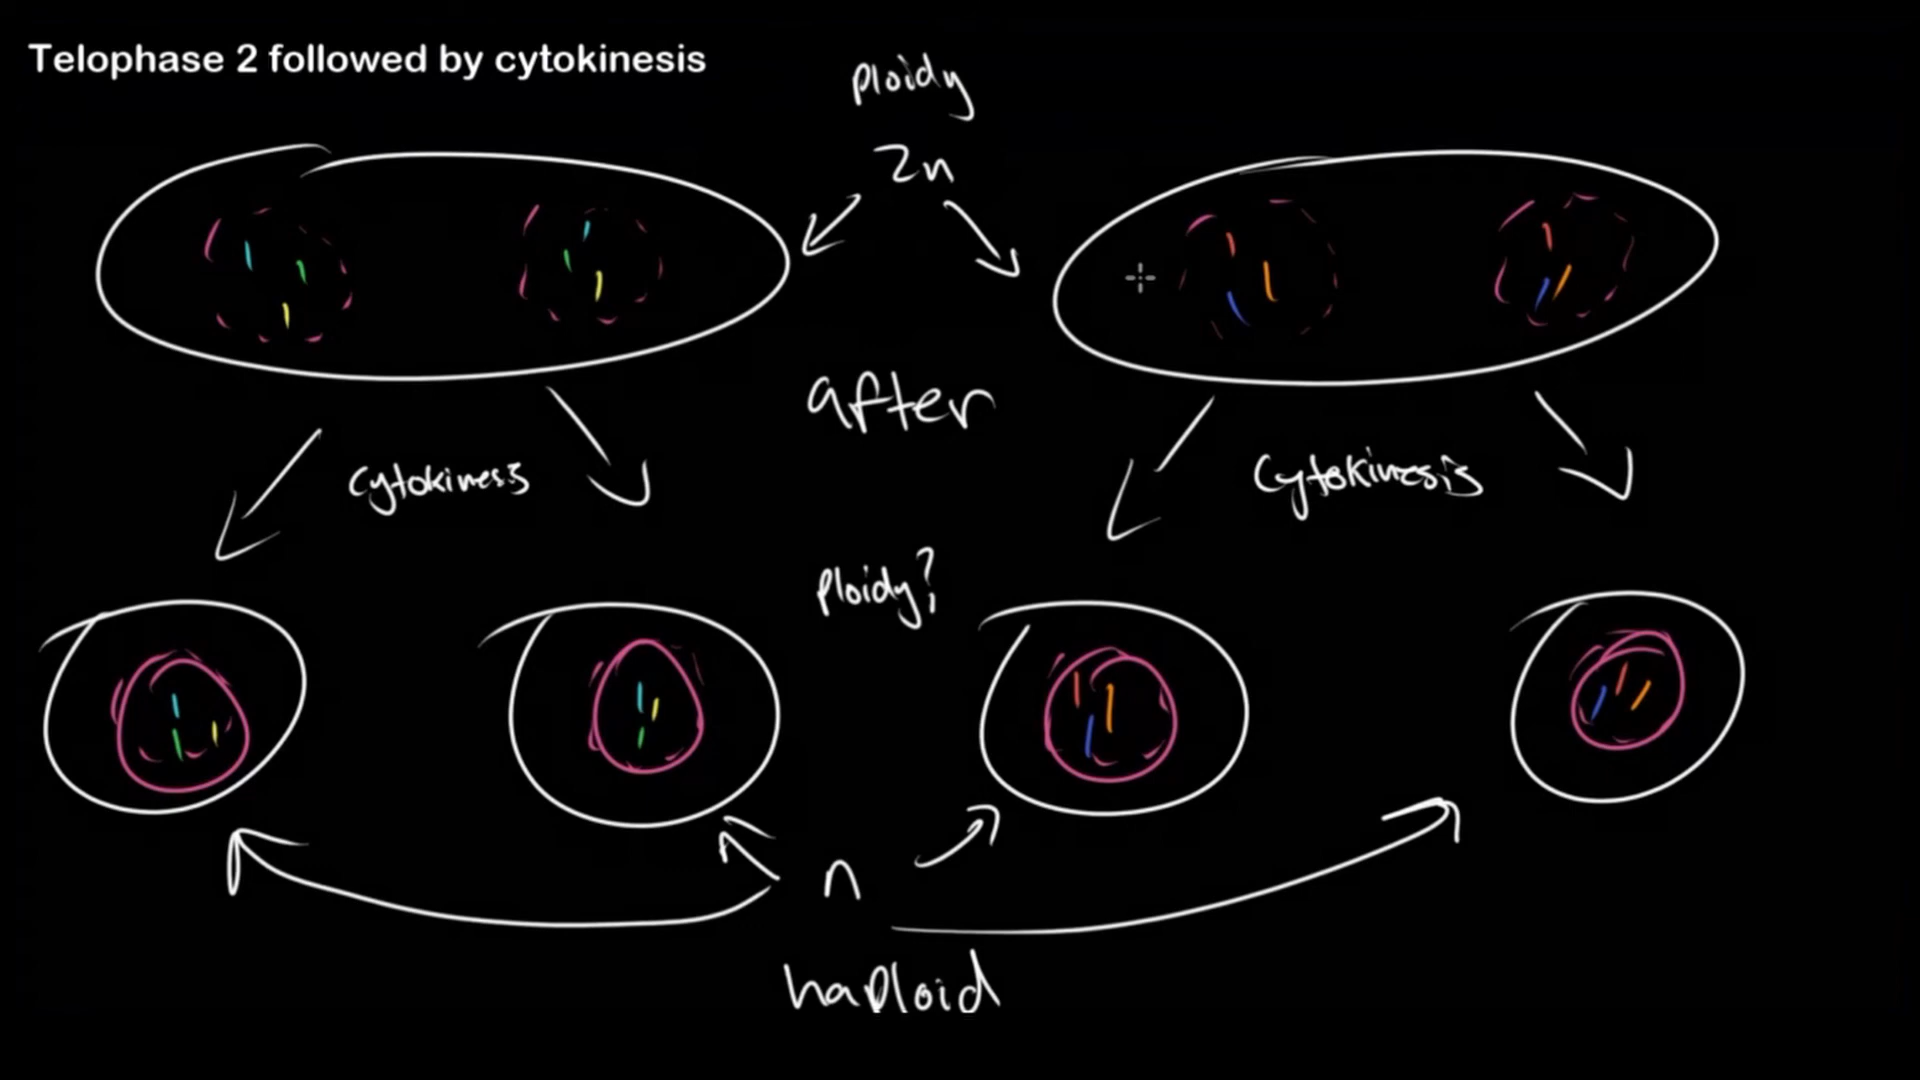 Telophase 2 followed by cytokinesis
ploidy
2n
after
cytokinesis
Cytokinesis
ploidy?
n
haploid